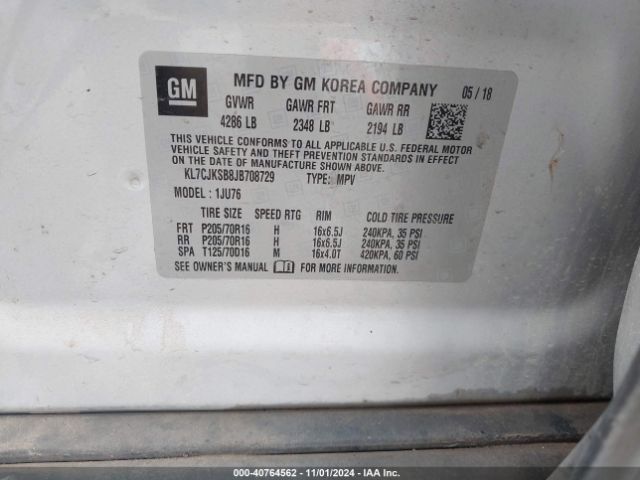 GM
MFD BY GM KOREA COMPANY
05 / 18
GVWR GAWR FRT GAWR RR
4286 LB 2348 LB 2194 LB
THIS VEHICLE CONFORMS TO ALL APPLICABLE U.S. FEDERAL MOTOR
VEHICLE SAFETY AND THEFT PREVENTION STANDARDS IN EFFECT ON
THE DATE OF MANUFACTURE SHOWN ABOVE.
KL7CJKSB8JB708729 TYPE: MPV
MODEL : 1JU76
TIRE SIZE SPEED RTG RIM COLD TIRE PRESSURE
FRT P205/70R16 H 16x6.5J 240KPA, 35 PSI
RR P205/70R16 H 16x6.5J 240KPA, 35 PSI
SPA T125/70D16 M 16x4.0T 420KPA, 60 PSI
SEE OWNER'S MANUAL FOR MORE INFORMATION.
000-40764562 - 11/01/2024 - IAA Inc.